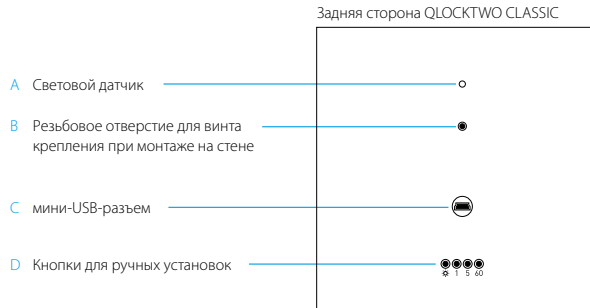 Задняя сторона QLOCKTWO CLASSIC
A Световой датчик
B Резьбовое отверстие для винта
крепления при монтаже на стене
C мини-USB-разъем
D Кнопки для ручных установок
1 5 60